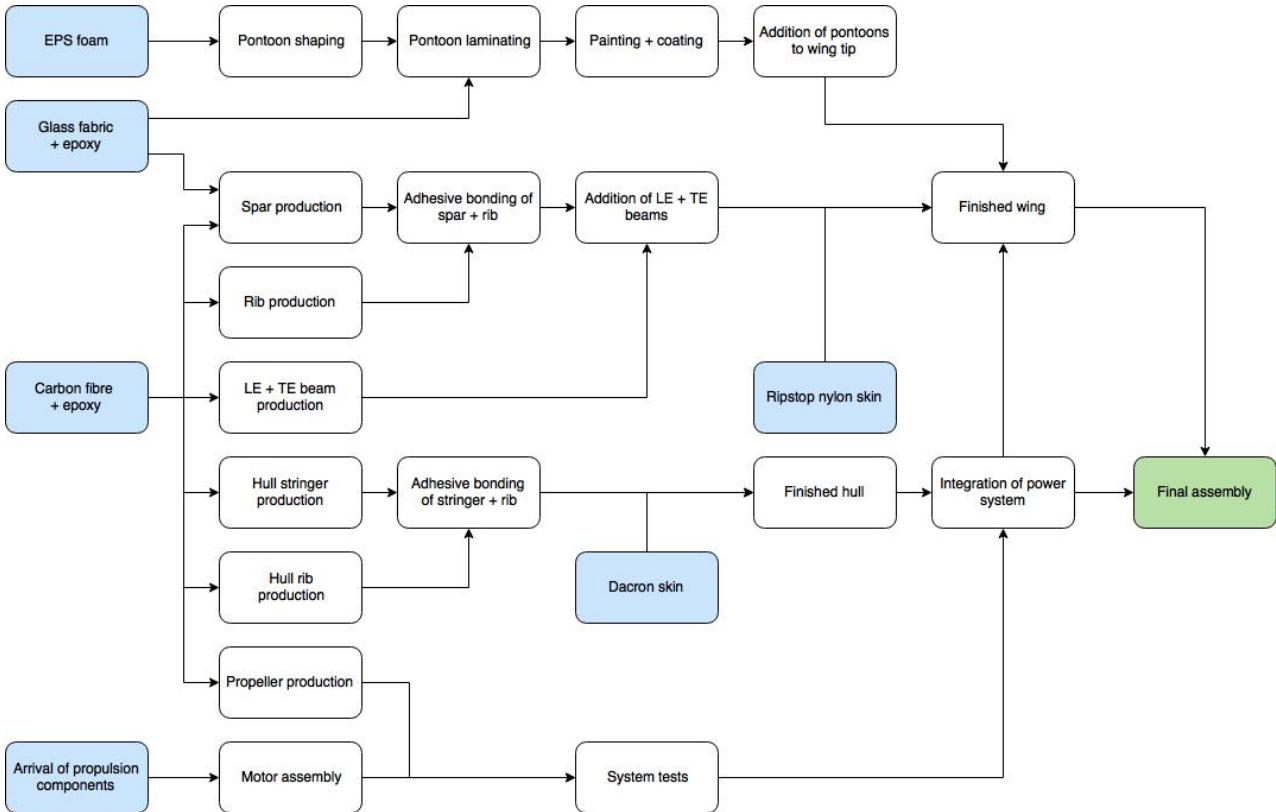 EPS foam
Pontoon shaping
Pontoon laminating
Painting + coating
Addition of pontoons
to wing tip
Glass fabric
+ epoxy
Spar production
Adhesive bonding of
spar + rib
Addition of LE + TE
beams
Finished wing
Rib production
Carbon fibre
+ epoxy
LE + TE beam
production
Ripstop nylon skin
Hull stringer
production
Adhesive bonding
of stringer + rib
Finished hull
Integration of power
system
Final assembly
Hull rib
production
Dacron skin
Propeller production
Arrival of propulsion
components
Motor assembly
System tests